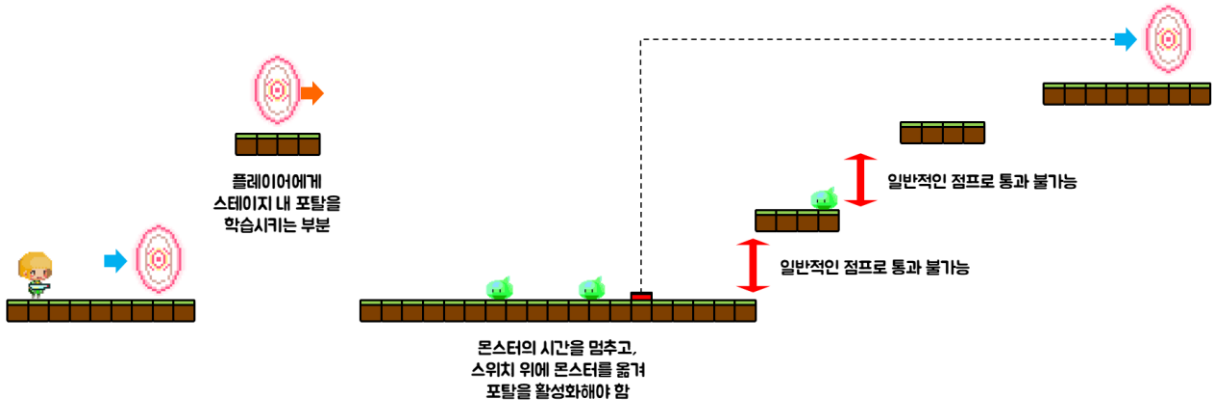 플레이어에게
스테이지 내 포탈을
학습시키는 부분
일반적인 점프로 통과 불가능
일반적인 점프로 통과 불가능
몬스터의 시간을 멈추고,
스위치 위에 몬스터를 옮겨
포탈을 활성화해야 함